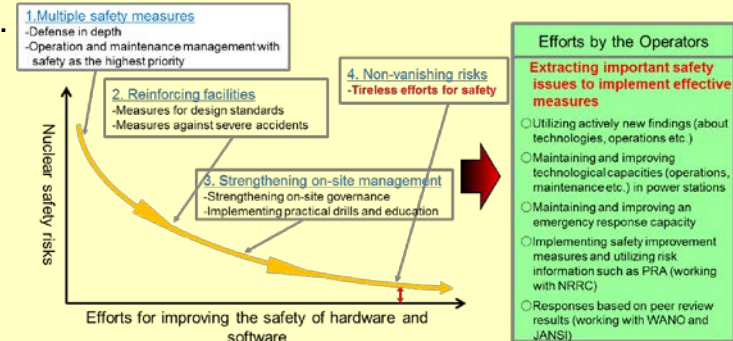 .
1.Multiple safety measures
-Defense in depth
-Operation and maintenance management with
safety as the highest priority
2. Reinforcing facilities
-Measures for design standards
-Measures against severe accidents
3. Strengthening on-site management
-Strengthening on-site governance
-Implementing practical drills and education
4. Non-vanishing risks
-Tireless efforts for safety
Nuclear safety risks
Efforts for improving the safety of hardware and
software
Efforts by the Operators
Extracting important safety
issues to implement effective
measures
○Utilizing actively new findings (about
technologies, operations etc.)
○Maintaining and improving
technological capacities (operations,
maintenance etc.) in power stations
○Maintaining and improving an
emergency response capacity
○Implementing safety improvement
measures and utilizing risk
information such as PRA (working
with NRRC)
○Responses based on peer review
results (working with WANO and
JANSI)